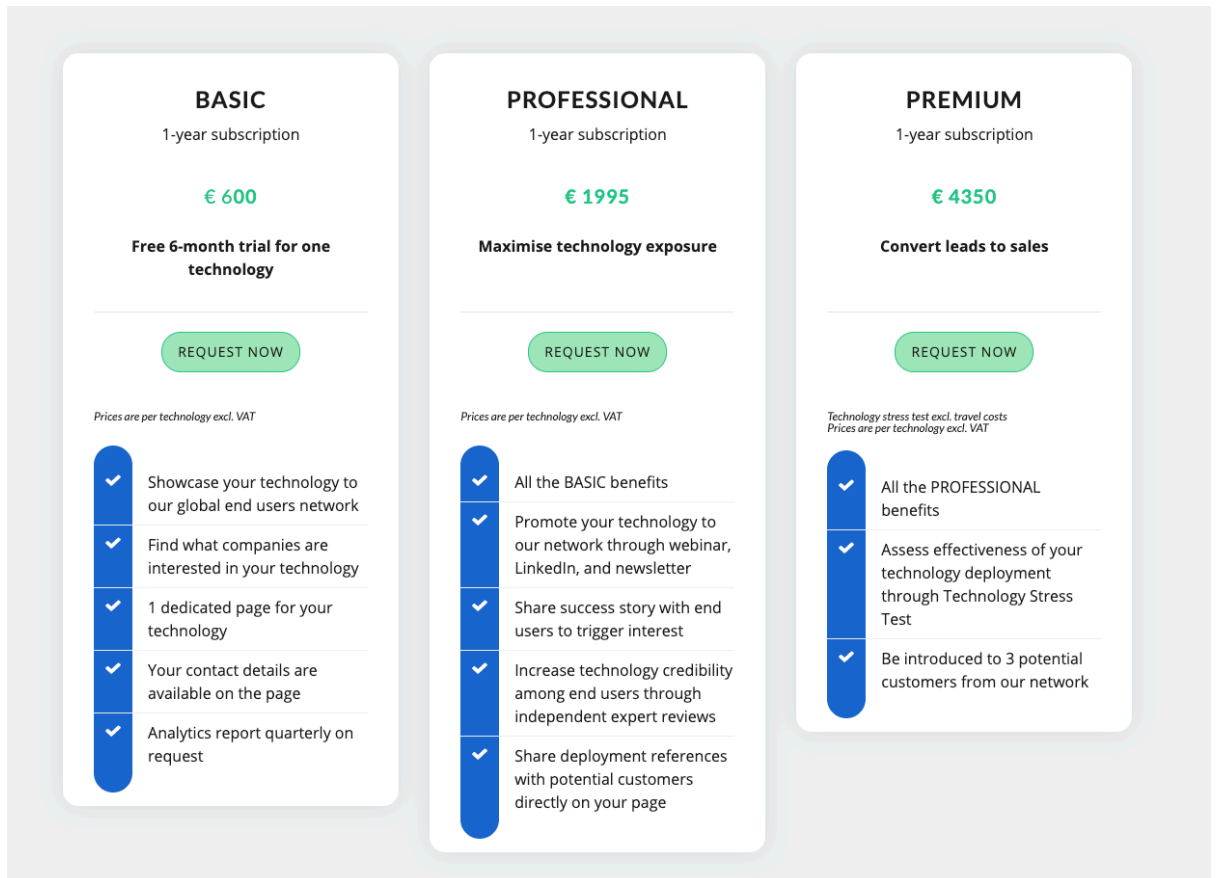 BASIC
1-year subscription
€ 600
Free 6-month trial for one
technology
REQUEST NOW
Prices are per technology excl. VAT
Showcase your technology to
our global end users network
Find what companies are
interested in your technology
1 dedicated page for your
technology
Your contact details are
available on the page
Analytics report quarterly on
request
PROFESSIONAL
1-year subscription
€ 1995
Maximise technology exposure
REQUEST NOW
Prices are per technology excl. VAT
All the BASIC benefits
Promote your technology to
our network through webinar,
LinkedIn, and newsletter
Share success story with end
users to trigger interest
Increase technology credibility
among end users through
independent expert reviews
Share deployment references
with potential customers
directly on your page
PREMIUM
1-year subscription
€ 4350
Convert leads to sales
REQUEST NOW
Technology stress test excl. travel costs
Prices are per technology excl. VAT
All the PROFESSIONAL
benefits
Assess effectiveness of your
technology deployment
through Technology Stress
Test
Be introduced to 3 potential
customers from our network